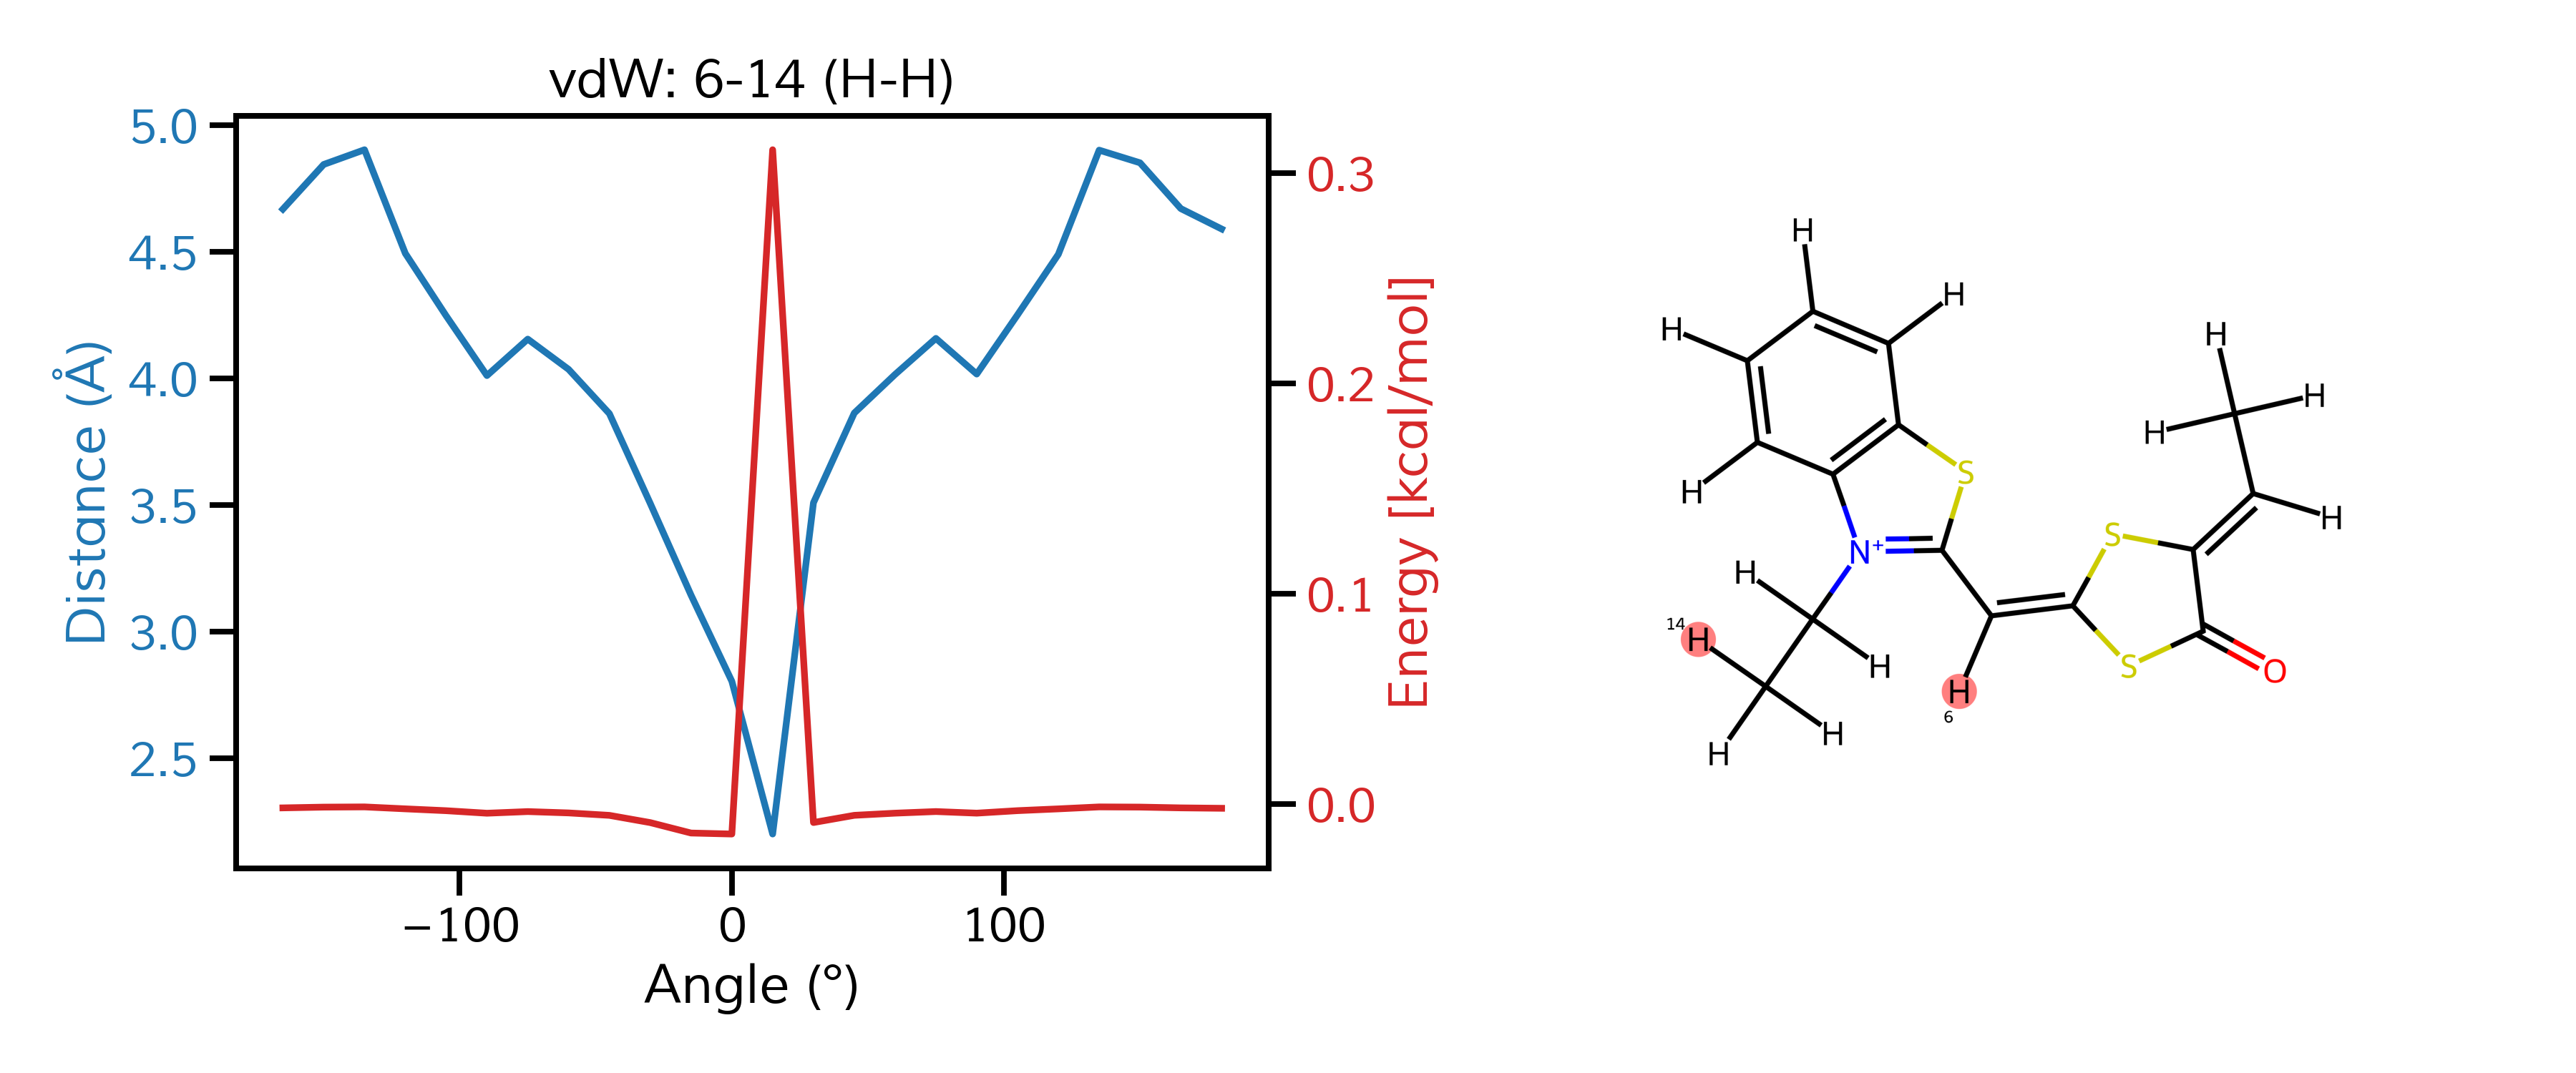 vdW: 6-14 (H-H)
5.0
4.5
4.0
3.5
3.0
2.5
Distance (Å)
0.3
0.2
0.1
0.0
Energy [kcal/mol]
−100
0
100
Angle (°)
H
H
H
H
H
H
H
S
H
S
H
N⁺
H
14
H
H
S
O
H
6
H
H